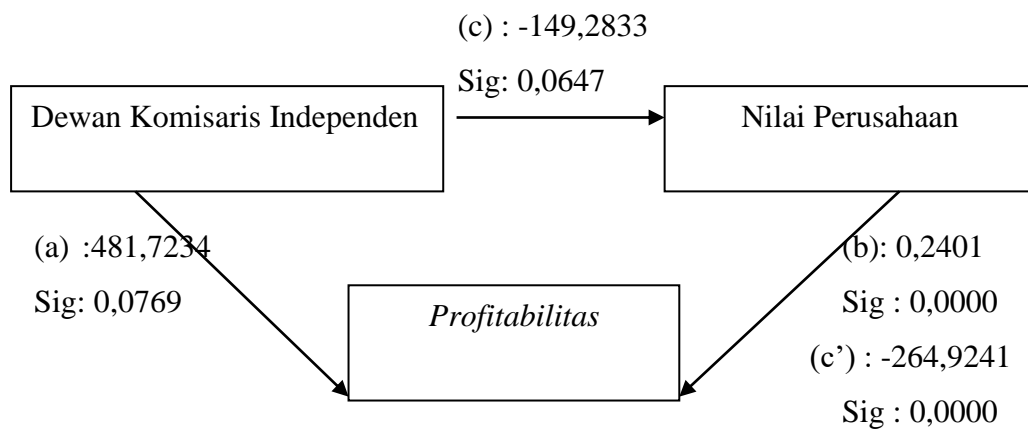 (c) : -149,2833
Sig: 0,0647
Dewan Komisaris Independen
Nilai Perusahaan
(a) :481,7234
Sig: 0,0769
Profitabilitas
(b): 0,2401
Sig : 0,0000
(c’) : -264,9241
Sig : 0,0000